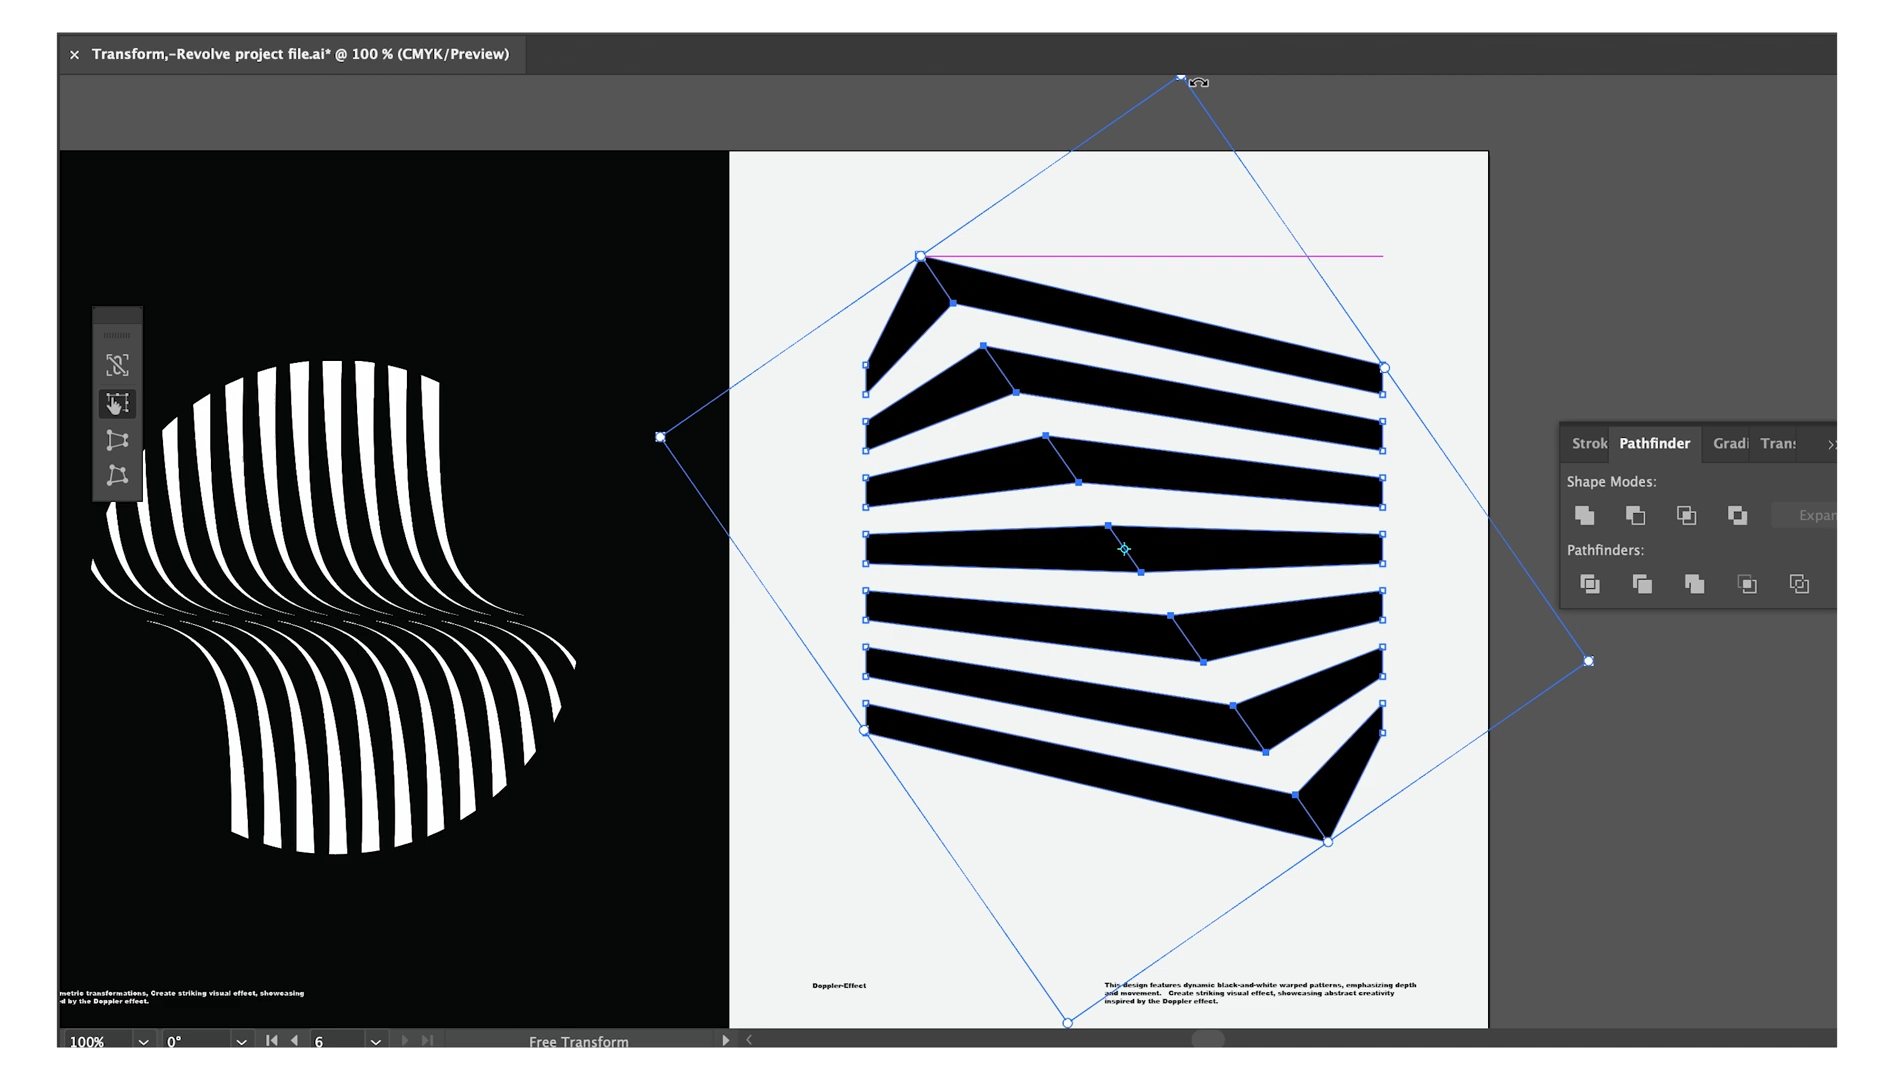 × Transform,-Revolve project file.ai* @ 100 % (CMYK/Preview)
Strok Pathfinder Gradi Trans
Shape Modes:
Expan
Pathfinders:
metric transformations, Create striking visual effect, showcasing
d by the Doppler effect.
Doppler-Effect
This design features dynamic black-and-white warped patterns, emphasizing depth
and movement. Create striking visual effect, showcasing abstract creativity
inspired by the Doppler effect.
100% 0° 6 Free Transform